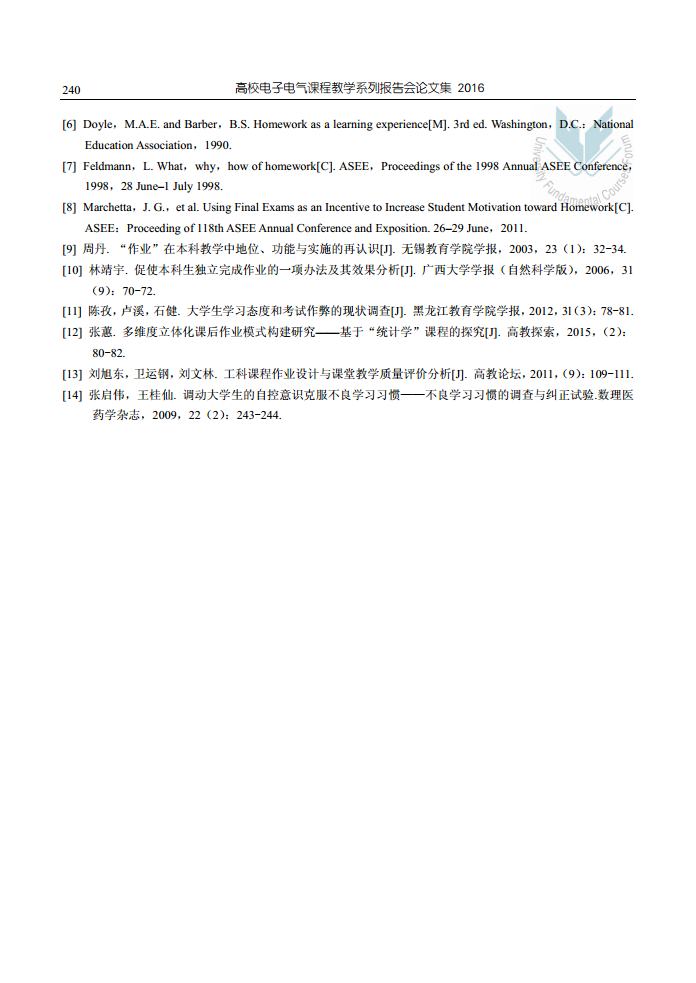 240
高校电子电气课程教学系列报告会论文集 2016
[6] Doyle，M.A.E. and Barber，B.S. Homework as a learning experience[M]. 3rd ed. Washington，D.C.：National
Education Association，1990.
[7] Feldmann，L. What，why，how of homework[C]. ASEE，Proceedings of the 1998 Annual ASEE Conference，
1998，28 June–1 July 1998.
[8] Marchetta，J. G.，et al. Using Final Exams as an Incentive to Increase Student Motivation toward Homework[C].
ASEE：Proceeding of 118th ASEE Annual Conference and Exposition. 26–29 June，2011.
[9] 周丹. “作业”在本科教学中地位、功能与实施的再认识[J]. 无锡教育学院学报，2003，23（1）：32-34.
[10] 林靖宇. 促使本科生独立完成作业的一项办法及其效果分析[J]. 广西大学学报（自然科学版），2006，31
（9）：70-72.
[11] 陈孜，卢溪，石健. 大学生学习态度和考试作弊的现状调查[J]. 黑龙江教育学院学报，2012，31（3）：78-81.
[12] 张蕙. 多维度立体化课后作业模式构建研究——基于“统计学”课程的探究[J]. 高教探索，2015，（2）：
80-82.
[13] 刘旭东，卫运钢，刘文林. 工科课程作业设计与课堂教学质量评价分析[J]. 高教论坛，2011，（9）：109-111.
[14] 张启伟，王桂仙. 调动大学生的自控意识克服不良学习习惯——不良学习习惯的调查与纠正试验.数理医
药学杂志，2009，22（2）：243-244.
University Fundamental Courses Forum